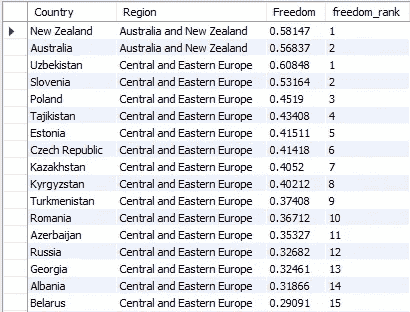 Country Region Freedom freedom_rank
New Zealand Australia and New Zealand 0.58147 1
Australia Australia and New Zealand 0.56837 2
Uzbekistan Central and Eastern Europe 0.60848 1
Slovenia Central and Eastern Europe 0.53164 2
Poland Central and Eastern Europe 0.4519 3
Tajikistan Central and Eastern Europe 0.43408 4
Estonia Central and Eastern Europe 0.41511 5
Czech Republic Central and Eastern Europe 0.41418 6
Kazakhstan Central and Eastern Europe 0.4052 7
Kyrgyzstan Central and Eastern Europe 0.40212 8
Turkmenistan Central and Eastern Europe 0.37408 9
Romania Central and Eastern Europe 0.36712 10
Azerbaijan Central and Eastern Europe 0.35327 11
Russia Central and Eastern Europe 0.32682 12
Georgia Central and Eastern Europe 0.32461 13
Albania Central and Eastern Europe 0.31866 14
Belarus Central and Eastern Europe 0.29091 15